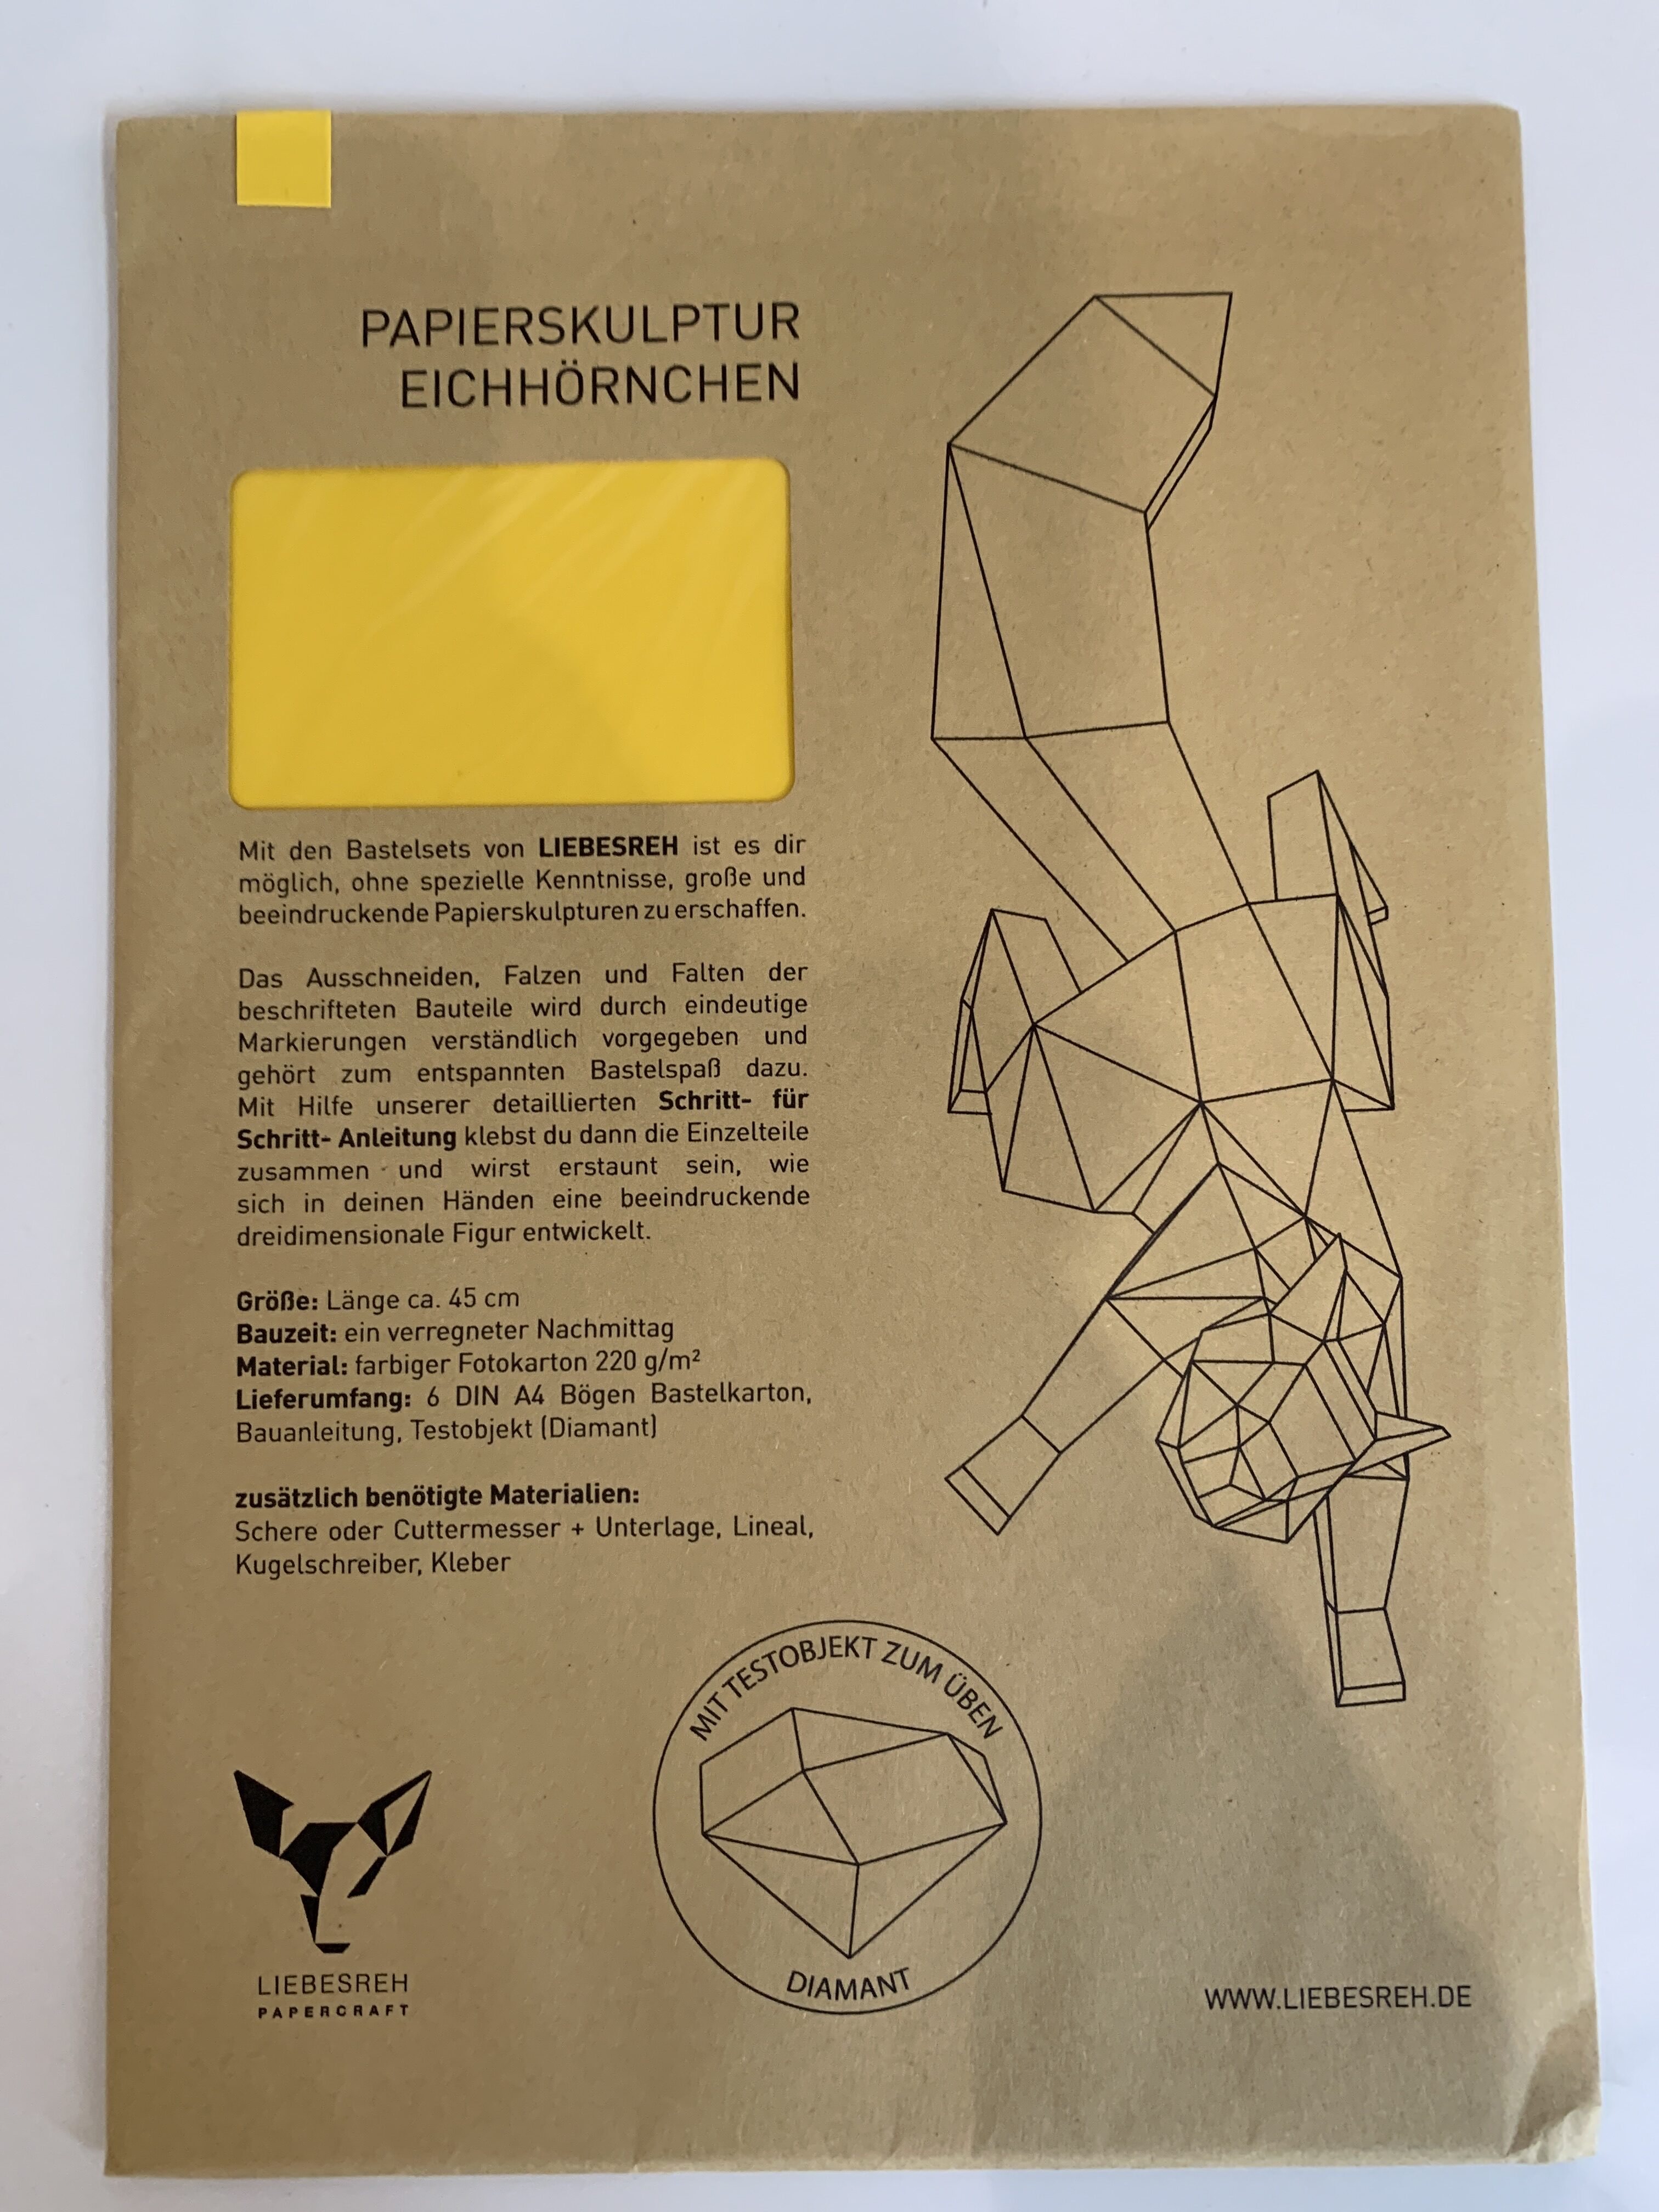 PAPIERSKULPTUR
EICHHÖRNCHEN
Mit den Bastelsets von LIEBESREH ist es dir
möglich, ohne spezielle Kenntnisse, große und
beeindruckende Papierskulpturen zu erschaffen.
Das Ausschneiden, Falzen und Falten der
beschrifteten Bauteile wird durch eindeutige
Markierungen verständlich vorgegeben und
gehört zum entspannten Bastelspaß dazu.
Mit Hilfe unserer detaillierten Schritt- für
Schritt- Anleitung klebst du dann die Einzelteile
zusammen und wirst erstaunt sein, wie
sich in deinen Händen eine beeindruckende
dreidimensionale Figur entwickelt.
Größe: Länge ca. 45 cm
Bauzeit: ein verregneter Nachmittag
Material: farbiger Fotokarton 220 g/m²
Lieferumfang: 6 DIN A4 Bögen Bastelkarton,
Bauanleitung, Testobjekt (Diamant)
zusätzlich benötigte Materialien:
Schere oder Cuttermesser + Unterlage, Lineal,
Kugelschreiber, Kleber
MIT TESTOBJEKT ZUM ÜBEN
DIAMANT
LIEBESREH
PAPERCRAFT
WWW.LIEBESREH.DE